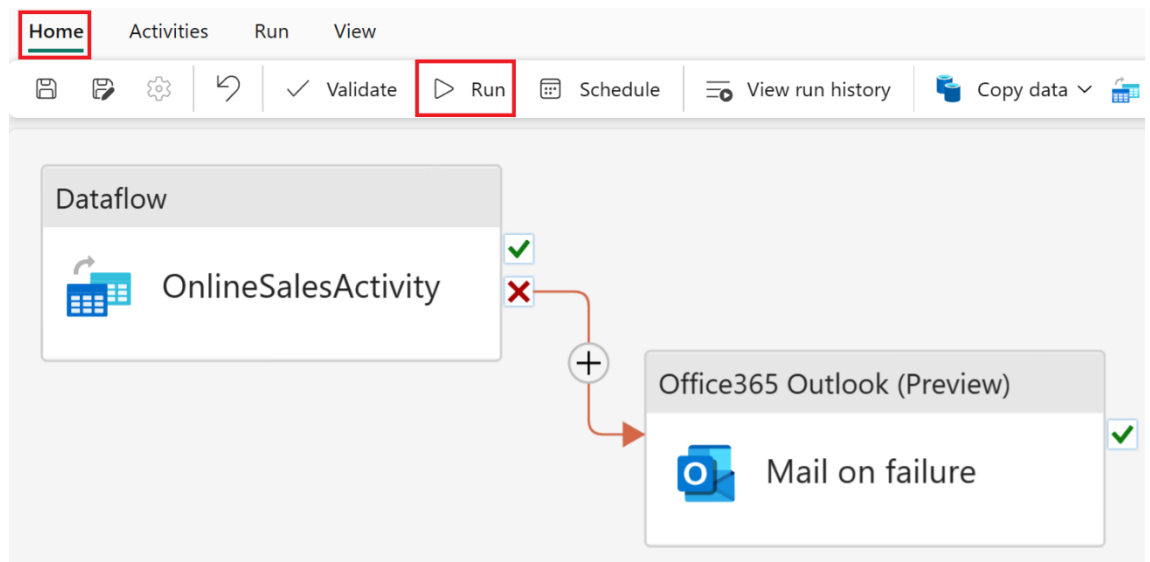 Home Activities Run View
Validate Run Schedule View run history Copy data
Dataflow
OnlineSalesActivity
Office365 Outlook (Preview)
Mail on failure